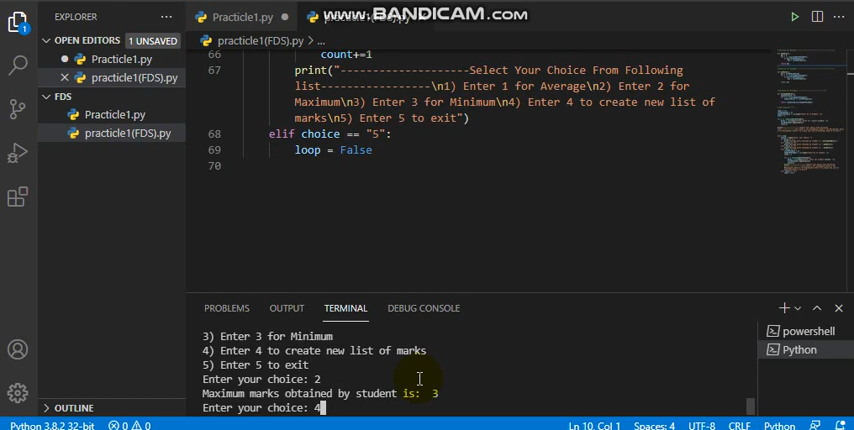 EXPLORER
Practicle1.py
www.BANDICAM.com
OPEN EDITORS 1 UNSAVED
practicle1(FDS).py > ...
Practicle1.py
practicle1(FDS).py
FDS
Practicle1.py
practicle1(FDS).py
66 count+=1
67 print("--------------------Select Your Choice From Following
list-----------------\n1) Enter 1 for Average\n2) Enter 2 for
Maximum\n3) Enter 3 for Minimum\n4) Enter 4 to create new list of
marks\n5) Enter 5 to exit")
68 elif choice == "5":
69 loop = False
70
PROBLEMS OUTPUT TERMINAL DEBUG CONSOLE
3) Enter 3 for Minimum
4) Enter 4 to create new list of marks
5) Enter 5 to exit
Enter your choice: 2
Maximum marks obtained by student is: 3
Enter your choice: 4
powershell
Python
OUTLINE
Python 3.8.2 32-bit 0 0 Ln 10, Col 1 Spaces: 4 UTF-8 CRLF Python